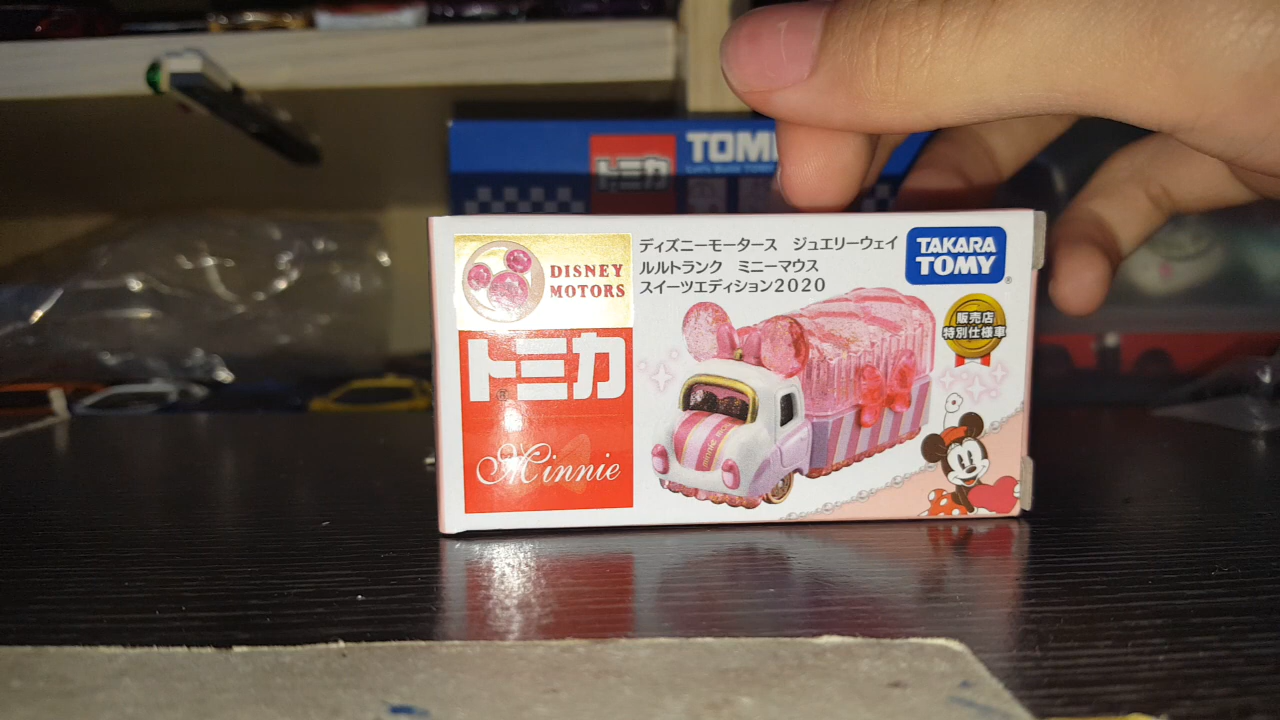 トミカ
TOMI
DISNEY
MOTORS
トミカ
Minnie
ディズニーモータース ジュエリーウェイ
ルルトランク ミニーマウス
スイーツエディション2020
TAKARA
TOMY
販売店
特別仕様車